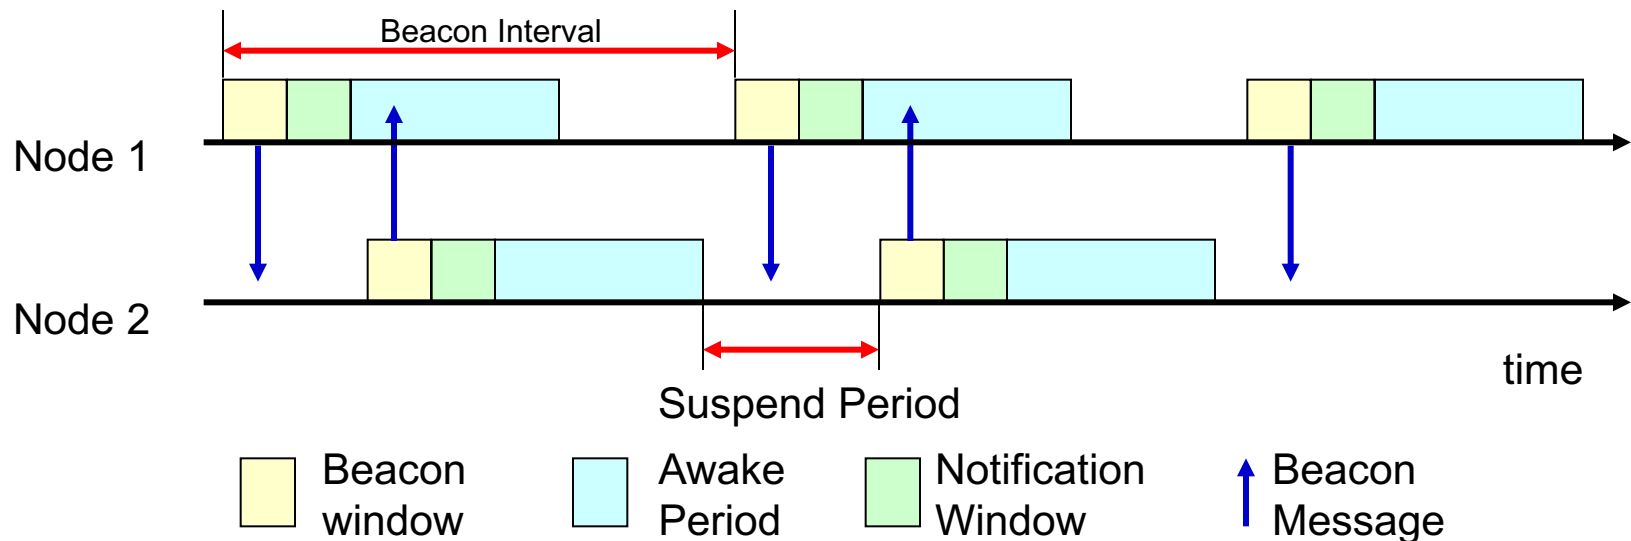 Beacon Interval
Node 1
Node 2
time
Suspend Period
Beacon
window
Awake
Period
Notification
Window
Beacon
Message